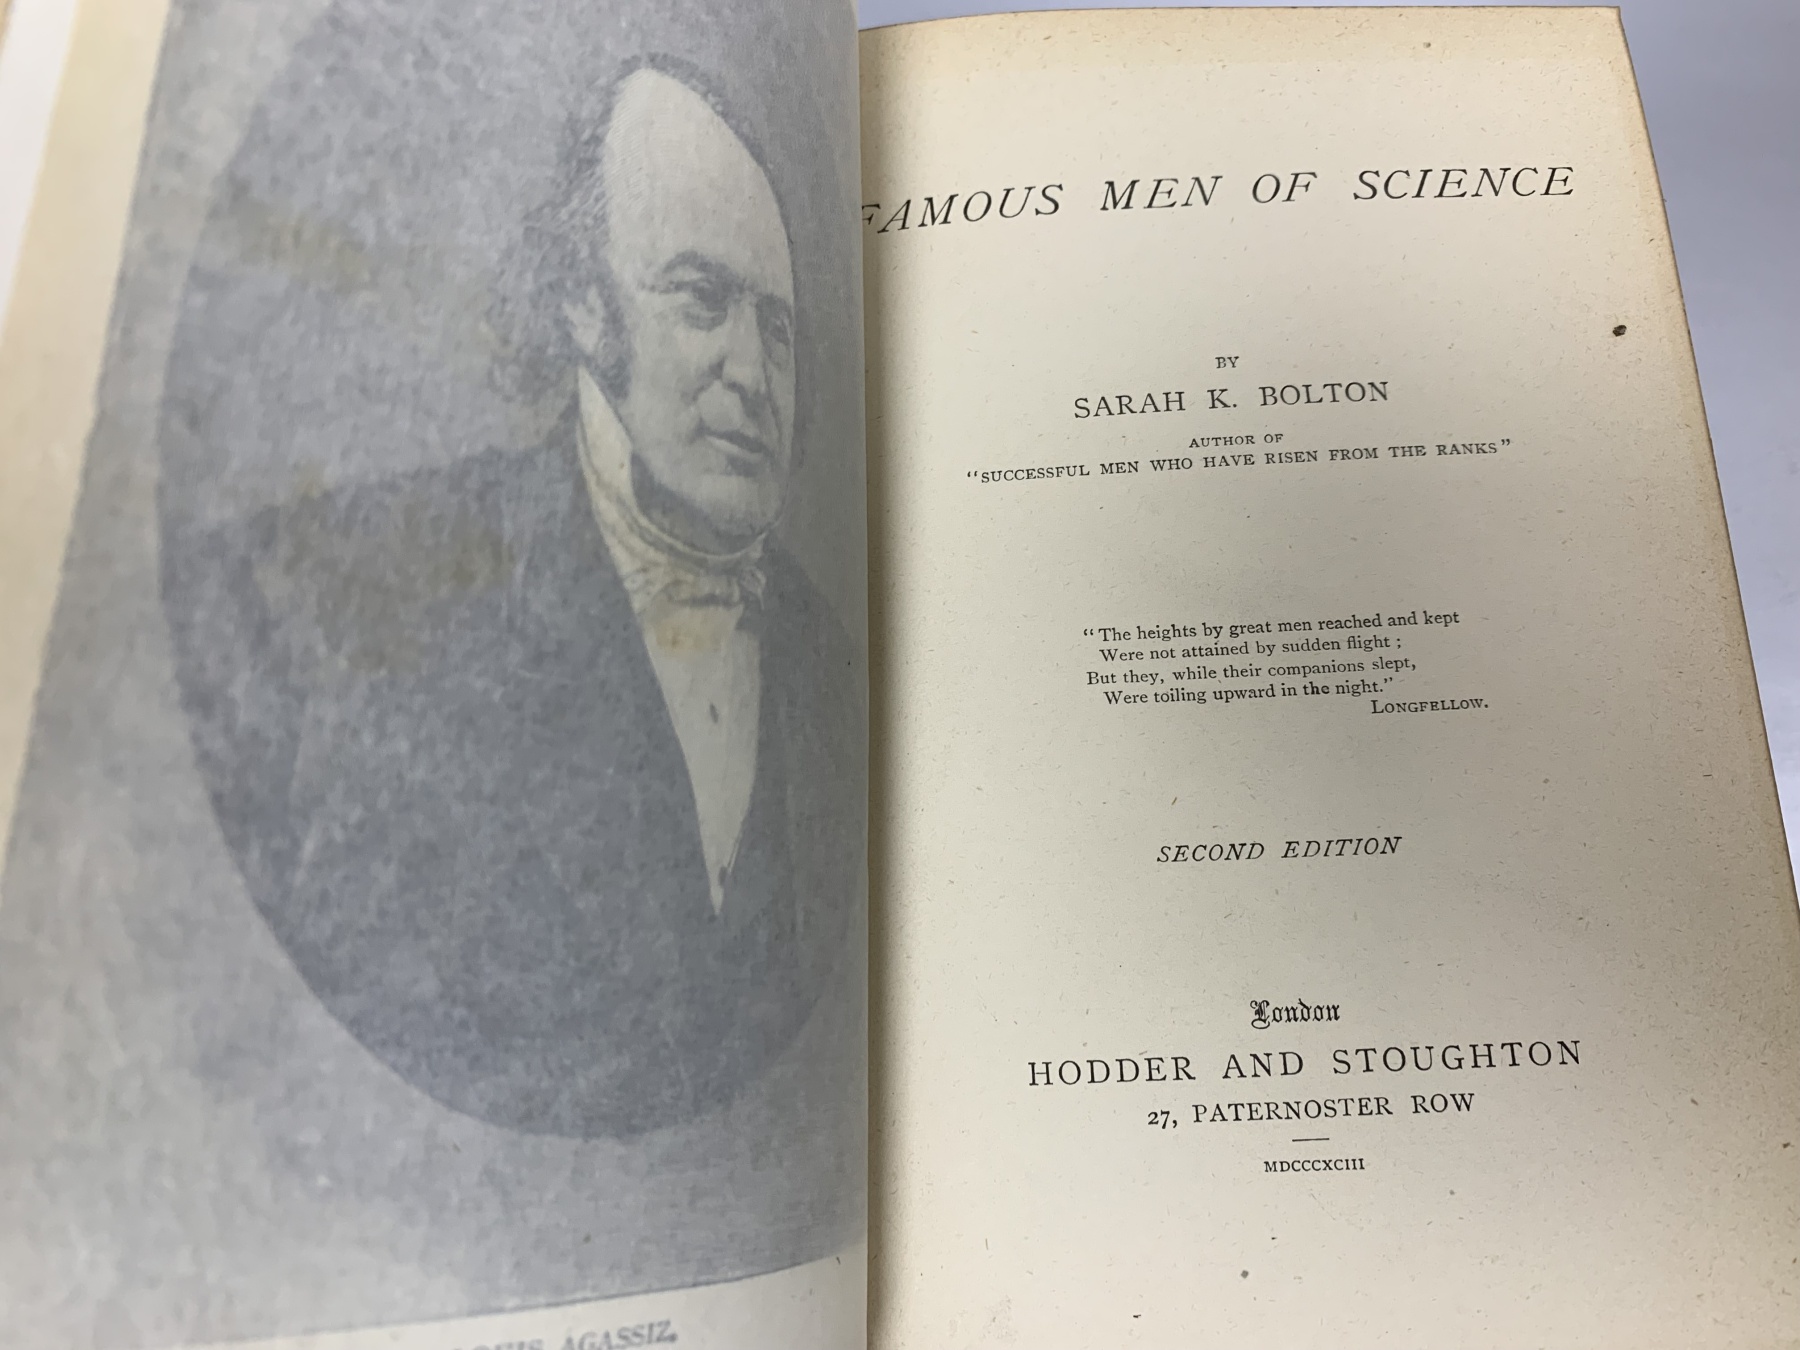 LOUIS AGASSIZ.
FAMOUS MEN OF SCIENCE
BY
SARAH K. BOLTON
AUTHOR OF
“SUCCESSFUL MEN WHO HAVE RISEN FROM THE RANKS”
“The heights by great men reached and kept
Were not attained by sudden flight ;
But they, while their companions slept,
Were toiling upward in the night.”
LONGFELLOW.
SECOND EDITION
London
HODDER AND STOUGHTON
27, PATERNOSTER ROW
MDCCCXCIII